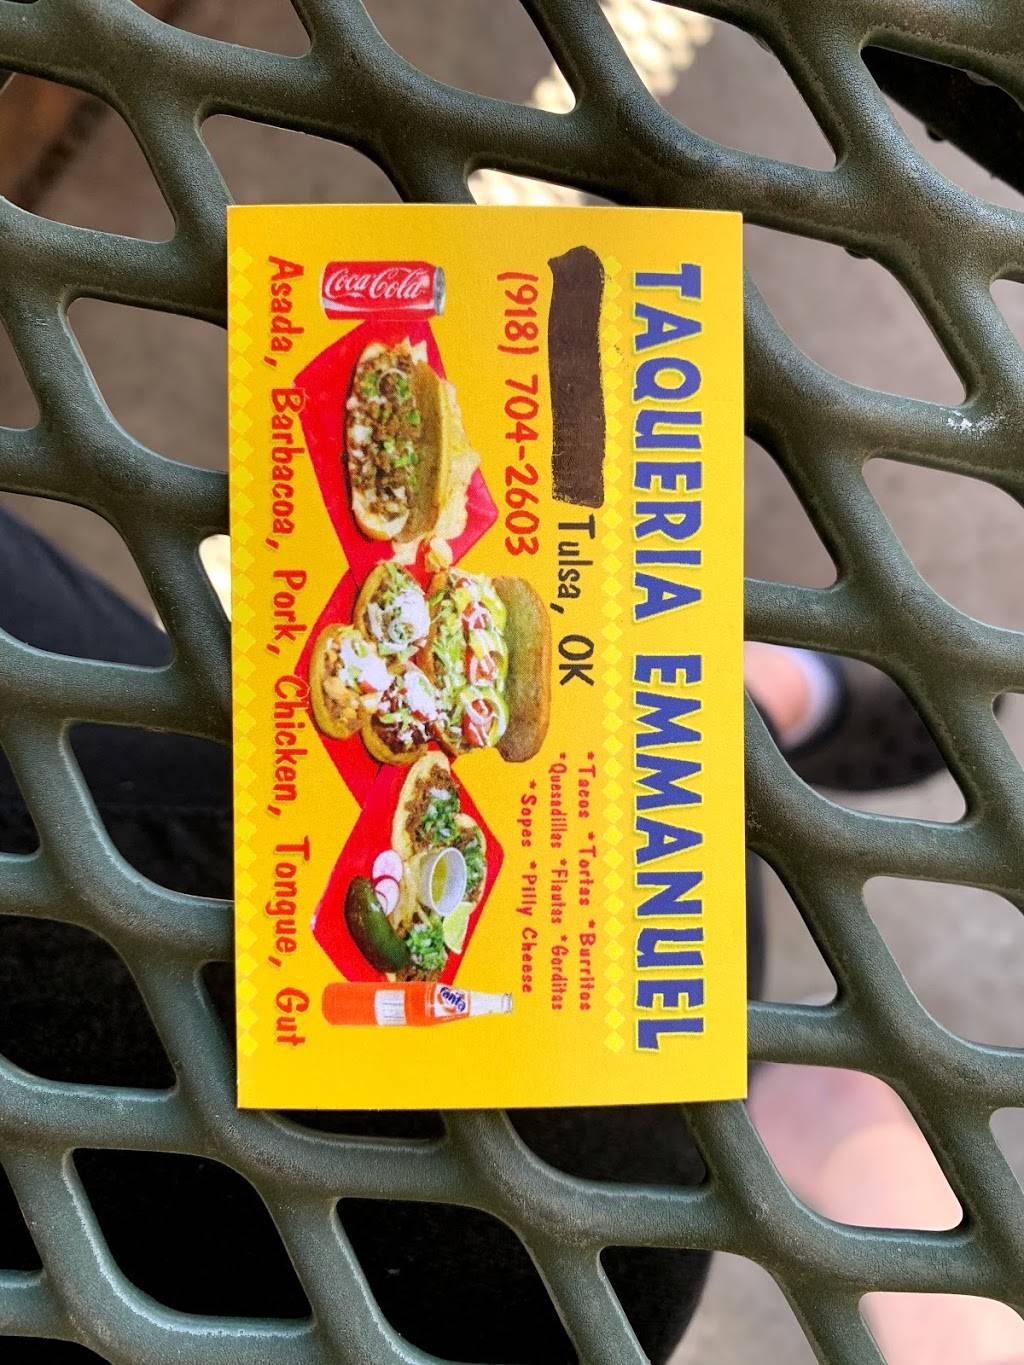 TAQUERIA EMMANUEL
Tulsa, OK
(918) 704-2603
*Tacos *Tortas *Burritos
*Quesadillas *Flautas *Gorditas
*Sopes *Pilly Cheese
Coca-Cola
Fanta
Asada, Barbacoa, Pork, Chicken, Tongue, Gut